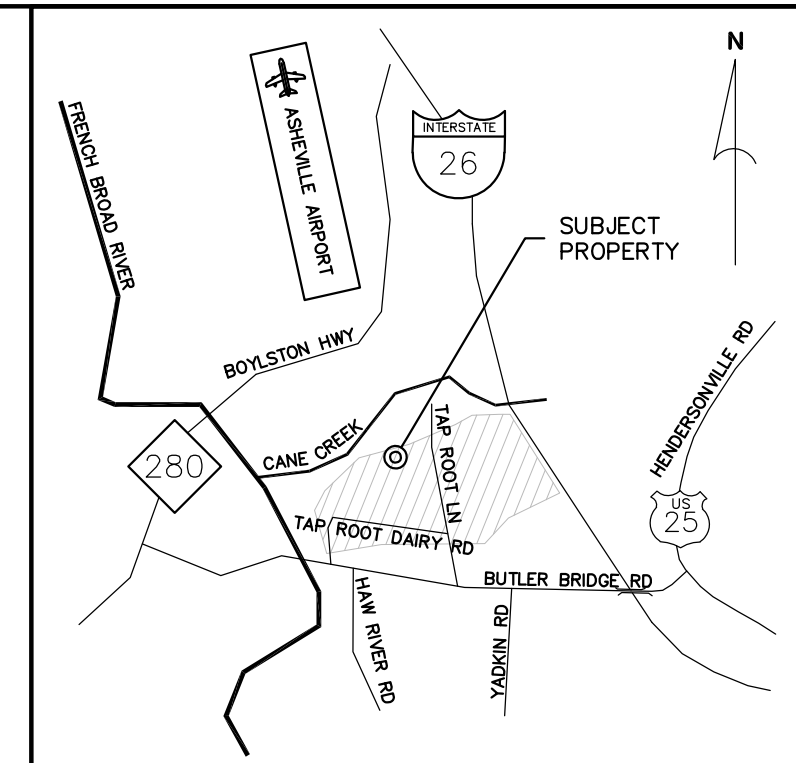 N
INTERSTATE
26
ASHEVILLE AIRPORT
FRENCH BROAD RIVER
SUBJECT
PROPERTY
BOYLSTON HWY
HENDERSONVILLE RD
CANE CREEK
TAP ROOT LN
280
US
25
TAP ROOT DAIRY RD
BUTLER BRIDGE RD
HAW RIVER RD
YADKIN RD